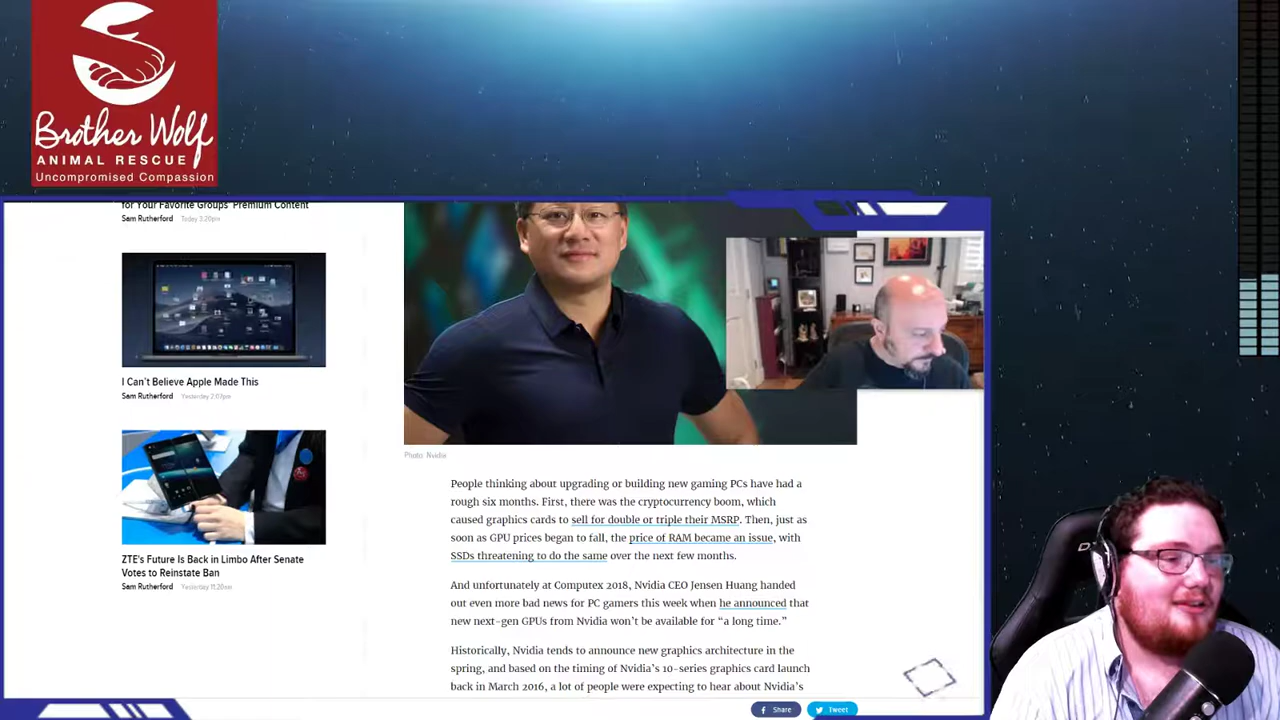 Brother Wolf
ANIMAL RESCUE
Uncompromised Compassion
for Your Favorite Groups' Premium Content
Sam Rutherford Today 3:20pm
I Can't Believe Apple Made This
Sam Rutherford Yesterday 2:07pm
ZTE's Future Is Back in Limbo After Senate
Votes to Reinstate Ban
Sam Rutherford Yesterday 11:20am
Photo: Nvidia
People thinking about upgrading or building new gaming PCs have had a
rough six months. First, there was the cryptocurrency boom, which
caused graphics cards to sell for double or triple their MSRP. Then, just as
soon as GPU prices began to fall, the price of RAM became an issue, with
SSDs threatening to do the same over the next few months.
And unfortunately at Computex 2018, Nvidia CEO Jensen Huang handed
out even more bad news for PC gamers this week when he announced that
new next-gen GPUs from Nvidia won't be available for “a long time.”
Historically, Nvidia tends to announce new graphics architecture in the
spring, and based on the timing of Nvidia's 10-series graphics card launch
back in March 2016, a lot of people were expecting to hear about Nvidia's
Share
Tweet